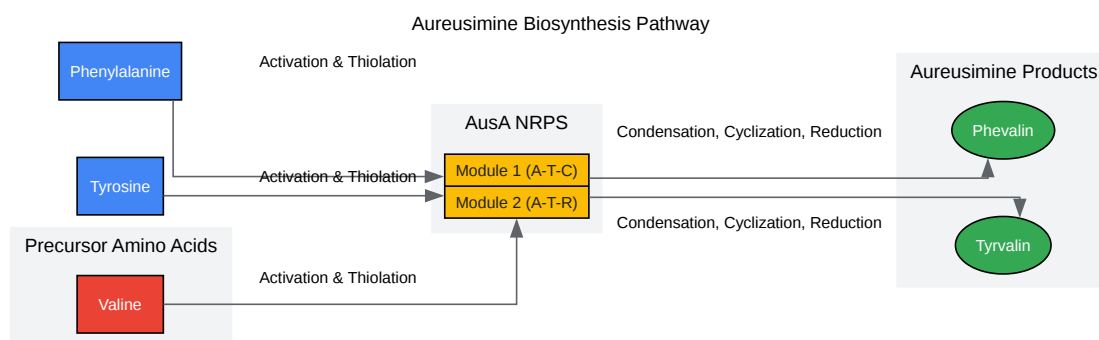 Aureusimine Biosynthesis Pathway
Phenylalanine
Activation & Thiolation
Aureusimine Products
AusA NRPS
Condensation, Cyclization, Reduction
Phevalin
Module 1 (A-T-C)
Activation & Thiolation
Tyrosine
Module 2 (A-T-R)
Condensation, Cyclization, Reduction
Tyrvalin
Precursor Amino Acids
Activation & Thiolation
Valine